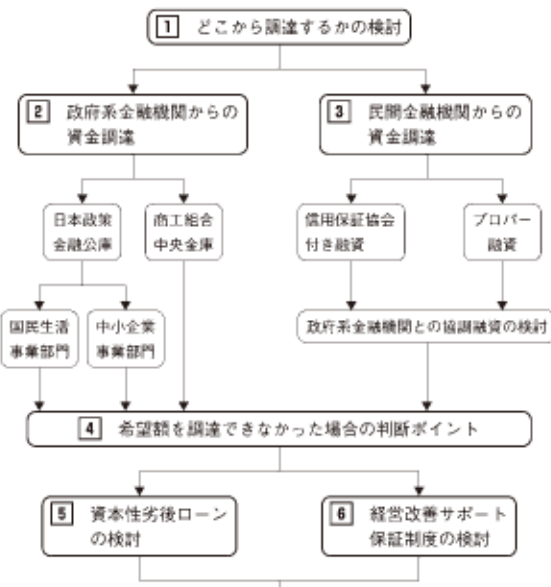 1 どこから調達するかの検討
2 政府系金融機関からの
資金調達
3 民間金融機関からの
資金調達
日本政策
金融公庫
商工組合
中央金庫
信用保証協会
付き融資
プロパー
融資
国民生活
事業部門
中小企業
事業部門
政府系金融機関との協調融資の検討
4 希望額を調達できなかった場合の判断ポイント
5 資本性劣後ローン
の検討
6 経営改善サポート
保証制度の検討